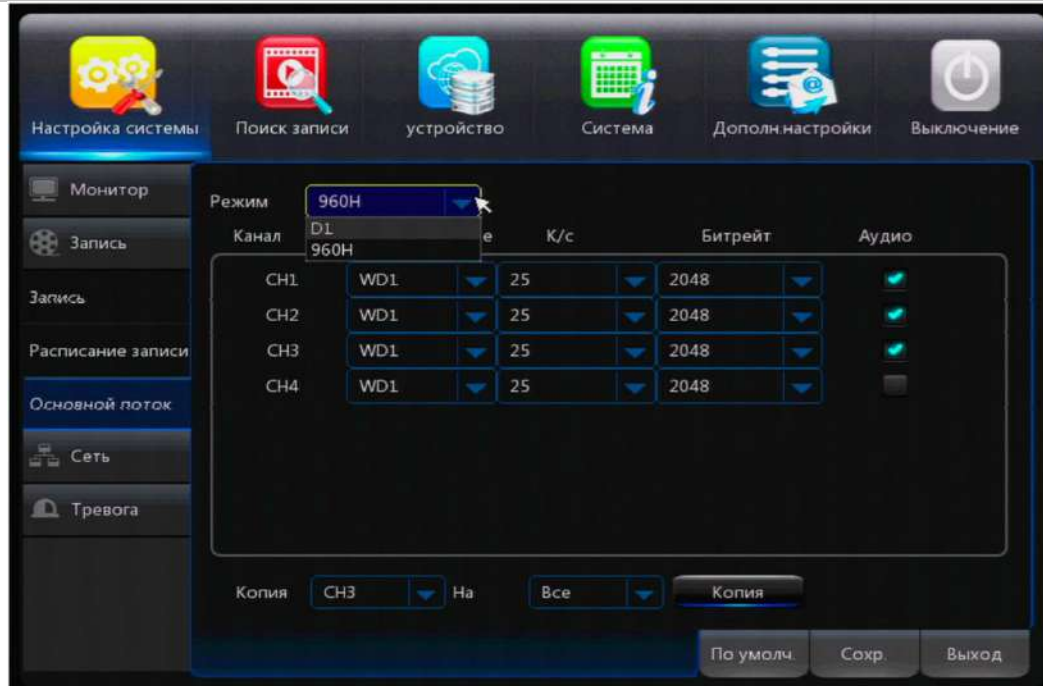 Настройка системы Поиск записи устройство Система Дополн.настройки Выключение
Монитор
Запись
Запись
Расписание записи
Основной поток
Сеть
Тревога
Режим 960H
D1
960H
Канал е К/с Битрейт Аудио
CH1 WD1 25 2048
CH2 WD1 25 2048
CH3 WD1 25 2048
CH4 WD1 25 2048
Копия CH3 На Все Копия
По умолч. Сохр. Выход